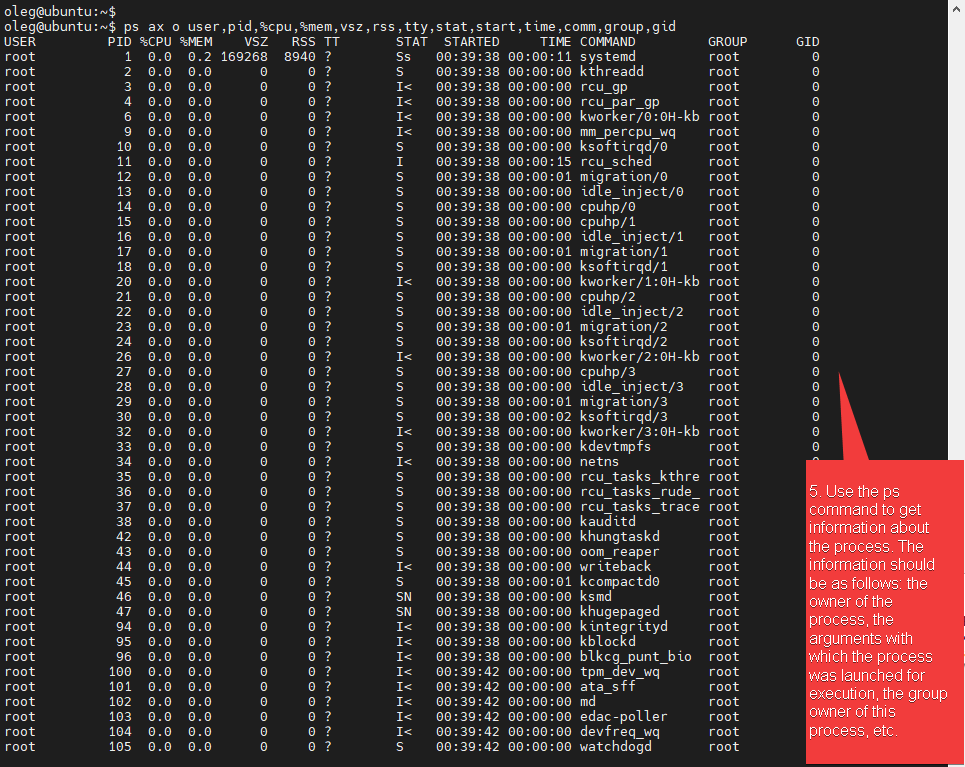 oleg@ubuntu:~$
oleg@ubuntu:~$ ps ax o user,pid,%cpu,%mem,vsz,rss,tty,stat,start,time,comm,group,gid
USER PID %CPU %MEM VSZ RSS TT STAT STARTED TIME COMMAND GROUP GID
root 1 0.0 0.2 169268 8940 ? Ss 00:39:38 00:00:11 systemd root 0
root 2 0.0 0.0 0 0 ? S 00:39:38 00:00:00 kthreadd root 0
root 3 0.0 0.0 0 0 ? I< 00:39:38 00:00:00 rcu_gp root 0
root 4 0.0 0.0 0 0 ? I< 00:39:38 00:00:00 rcu_par_gp root 0
root 6 0.0 0.0 0 0 ? I< 00:39:38 00:00:00 kworker/0:0H-kb root 0
root 9 0.0 0.0 0 0 ? I< 00:39:38 00:00:00 mm_percpu_wq root 0
root 10 0.0 0.0 0 0 ? S 00:39:38 00:00:00 ksoftirqd/0 root 0
root 11 0.0 0.0 0 0 ? I 00:39:38 00:00:15 rcu_sched root 0
root 12 0.0 0.0 0 0 ? S 00:39:38 00:00:01 migration/0 root 0
root 13 0.0 0.0 0 0 ? S 00:39:38 00:00:00 idle_inject/0 root 0
root 14 0.0 0.0 0 0 ? S 00:39:38 00:00:00 cpuhp/0 root 0
root 15 0.0 0.0 0 0 ? S 00:39:38 00:00:00 cpuhp/1 root 0
root 16 0.0 0.0 0 0 ? S 00:39:38 00:00:00 idle_inject/1 root 0
root 17 0.0 0.0 0 0 ? S 00:39:38 00:00:01 migration/1 root 0
root 18 0.0 0.0 0 0 ? S 00:39:38 00:00:00 ksoftirqd/1 root 0
root 20 0.0 0.0 0 0 ? I< 00:39:38 00:00:00 kworker/1:0H-kb root 0
root 21 0.0 0.0 0 0 ? S 00:39:38 00:00:00 cpuhp/2 root 0
root 22 0.0 0.0 0 0 ? S 00:39:38 00:00:00 idle_inject/2 root 0
root 23 0.0 0.0 0 0 ? S 00:39:38 00:00:01 migration/2 root 0
root 24 0.0 0.0 0 0 ? S 00:39:38 00:00:00 ksoftirqd/2 root 0
root 26 0.0 0.0 0 0 ? I< 00:39:38 00:00:00 kworker/2:0H-kb root 0
root 27 0.0 0.0 0 0 ? S 00:39:38 00:00:00 cpuhp/3 root 0
root 28 0.0 0.0 0 0 ? S 00:39:38 00:00:00 idle_inject/3 root 0
root 29 0.0 0.0 0 0 ? S 00:39:38 00:00:01 migration/3 root 0
root 30 0.0 0.0 0 0 ? S 00:39:38 00:00:02 ksoftirqd/3 root 0
root 32 0.0 0.0 0 0 ? I< 00:39:38 00:00:00 kworker/3:0H-kb root 0
root 33 0.0 0.0 0 0 ? S 00:39:38 00:00:00 kdevtmpfs root 0
root 34 0.0 0.0 0 0 ? I< 00:39:38 00:00:00 netns root
root 35 0.0 0.0 0 0 ? S 00:39:38 00:00:00 rcu_tasks_kthre root
root 36 0.0 0.0 0 0 ? S 00:39:38 00:00:00 rcu_tasks_rude_ root
root 37 0.0 0.0 0 0 ? S 00:39:38 00:00:00 rcu_tasks_trace root
root 38 0.0 0.0 0 0 ? S 00:39:38 00:00:00 kauditd root
root 42 0.0 0.0 0 0 ? S 00:39:38 00:00:00 khungtaskd root
root 43 0.0 0.0 0 0 ? S 00:39:38 00:00:00 oom_reaper root
root 44 0.0 0.0 0 0 ? I< 00:39:38 00:00:00 writeback root
root 45 0.0 0.0 0 0 ? S 00:39:38 00:00:01 kcompactd0 root
root 46 0.0 0.0 0 0 ? SN 00:39:38 00:00:00 ksmd root
root 47 0.0 0.0 0 0 ? SN 00:39:38 00:00:00 khugepaged root
root 94 0.0 0.0 0 0 ? I< 00:39:38 00:00:00 kintegrityd root
root 95 0.0 0.0 0 0 ? I< 00:39:38 00:00:00 kblockd root
root 96 0.0 0.0 0 0 ? I< 00:39:38 00:00:00 blkcg_punt_bio root
root 100 0.0 0.0 0 0 ? I< 00:39:42 00:00:00 tpm_dev_wq root
root 101 0.0 0.0 0 0 ? I< 00:39:42 00:00:00 ata_sff root
root 102 0.0 0.0 0 0 ? I< 00:39:42 00:00:00 md root
root 103 0.0 0.0 0 0 ? I< 00:39:42 00:00:00 edac-poller root
root 104 0.0 0.0 0 0 ? I< 00:39:42 00:00:00 devfreq_wq root
root 105 0.0 0.0 0 0 ? S 00:39:42 00:00:00 watchdogd root
5. Use the ps
command to get
information about
the process. The
information should
be as follows: the
owner of the
process, the
arguments with
which the process
was launched for
execution, the group
owner of this
process, etc.